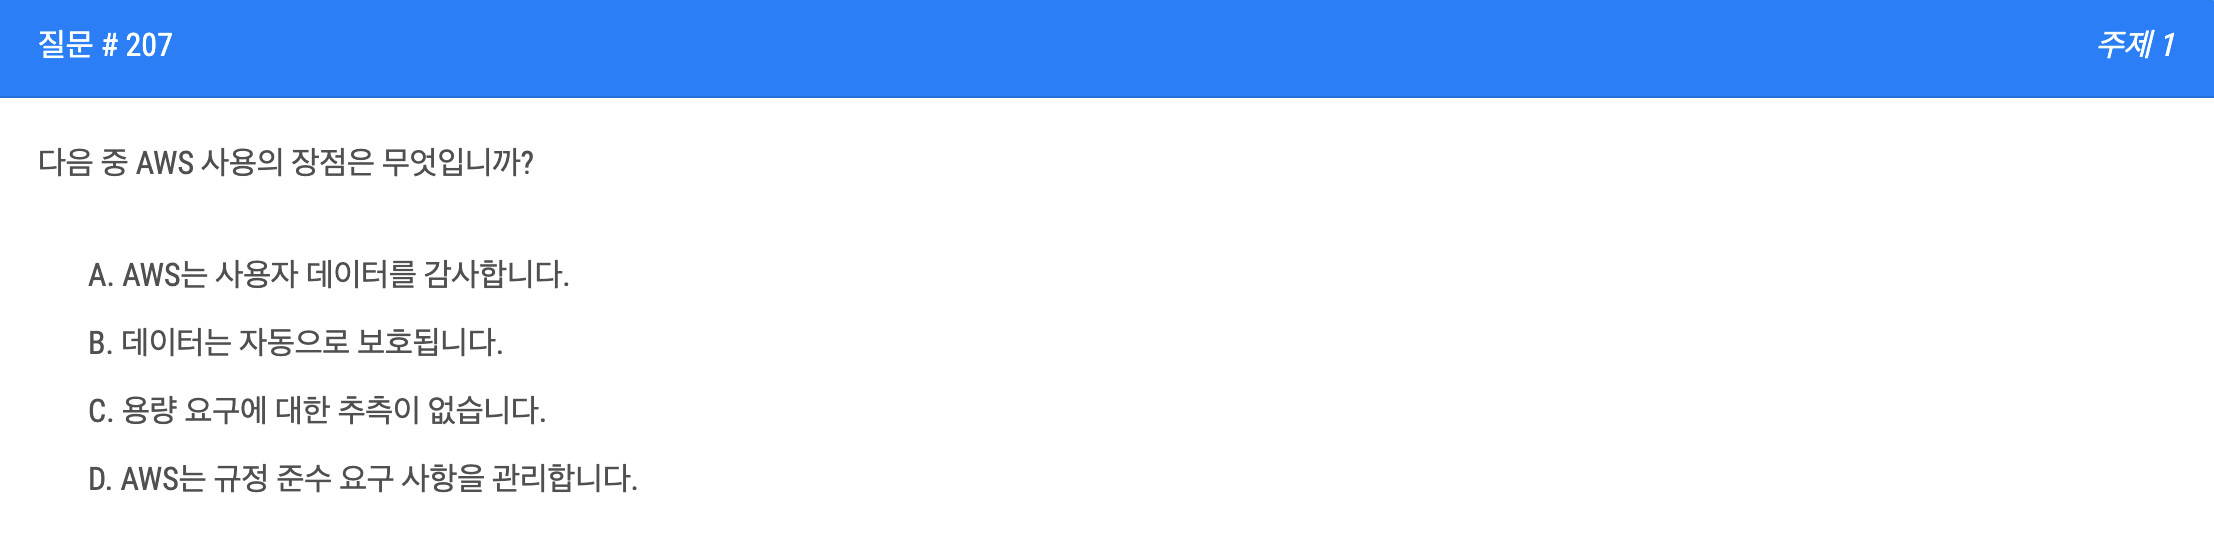 질문 # 207
주제 1
다음 중 AWS 사용의 장점은 무엇입니까?
A. AWS는 사용자 데이터를 감사합니다.
B. 데이터는 자동으로 보호됩니다.
C. 용량 요구에 대한 추측이 없습니다.
D. AWS는 규정 준수 요구 사항을 관리합니다.